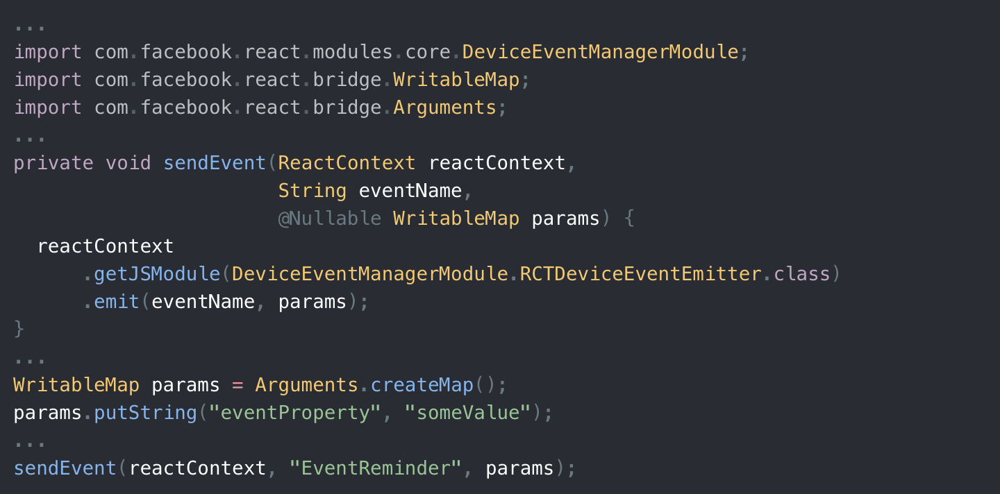 ...
import com.facebook.react.modules.core.DeviceEventManagerModule;
import com.facebook.react.bridge.WritableMap;
import com.facebook.react.bridge.Arguments;
...
private void sendEvent(ReactContext reactContext,
                       String eventName,
                       @Nullable WritableMap params) {
  reactContext
      .getJSModule(DeviceEventManagerModule.RCTDeviceEventEmitter.class)
      .emit(eventName, params);
}
...
WritableMap params = Arguments.createMap();
params.putString("eventProperty", "someValue");
...
sendEvent(reactContext, "EventReminder", params);